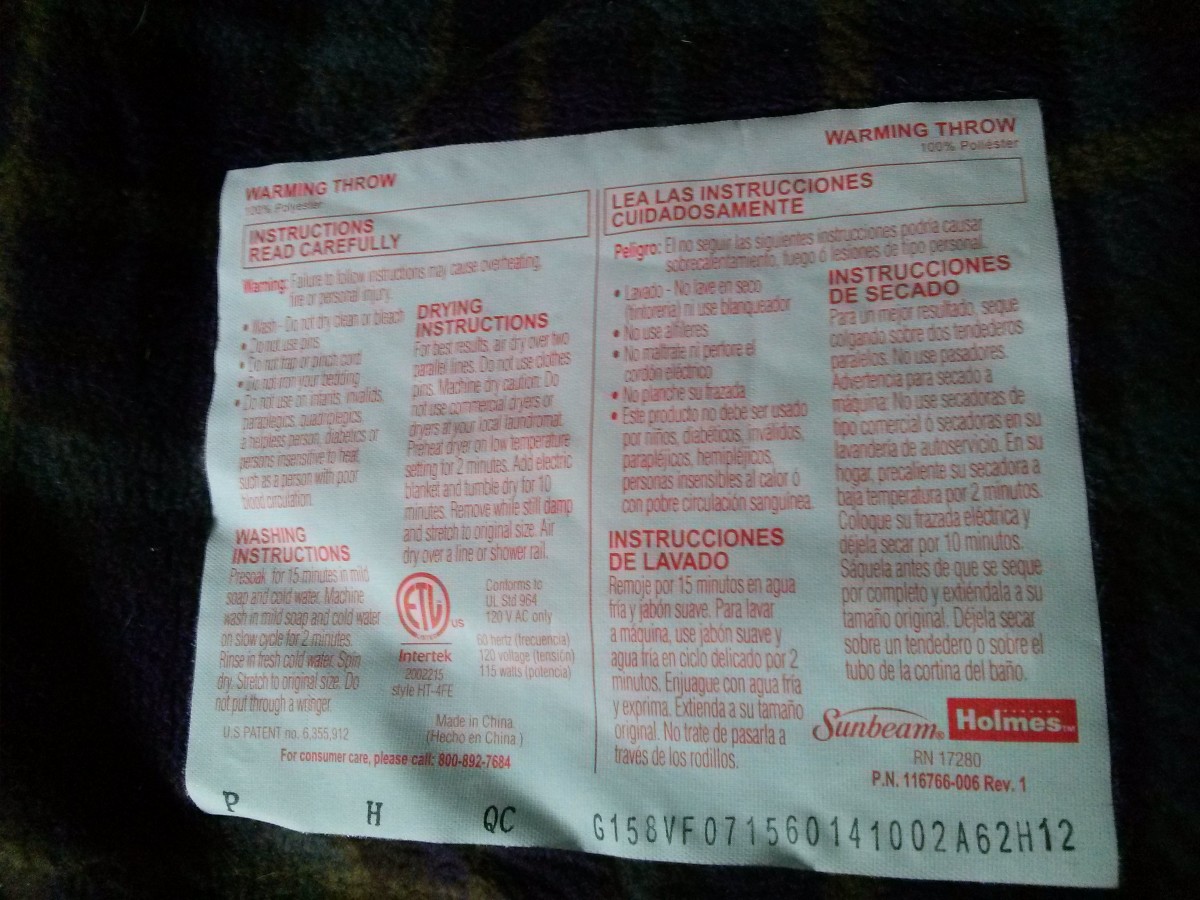 WARMING THROW
100% Polyester
INSTRUCTIONS
READ CAREFULLY
Warning: Failure to follow instructions may cause overheating,
fire or personal injury.
• Wash - Do not dry clean or bleach
• Do not use pins
• Do not trap or pinch cord
• Do not iron your bedding
• Do not use on infants, invalids,
paraplegics, quadriplegics,
a helpless person, diabetics or
persons insensitive to heat
such as a person with poor
blood circulation.
WASHING
INSTRUCTIONS
Presoak for 15 minutes in mild
soap and cold water. Machine
wash in mild soap and cold water
on slow cycle for 2 minutes.
Rinse in fresh cold water. Spin
dry. Stretch to original size. Do
not put through a wringer.
U.S PATENT no. 6,355,912
DRYING
INSTRUCTIONS
For best results, air dry over two
parallel lines. Do not use clothes
pins. Machine dry caution: Do
not use commercial dryers or
dryers at your local laundromat.
Preheat dryer on low temperature
setting for 2 minutes. Add electric
blanket and tumble dry for 10
minutes. Remove while still damp
and stretch to original size. Air
dry over a line or shower rail.
ETL
US
Intertek
2002215
style HT-4FE
Conforms to
UL Std 964
120 V AC only
60 hertz (frecuencia)
120 voltage (tensión)
115 watts (potencia)
Made in China
(Hecho en China)
For consumer care, please call: 800-892-7684
WARMING THROW
100% Poliéster
LEA LAS INSTRUCCIONES
CUIDADOSAMENTE
Peligro: El no seguir las siguientes instrucciones podría causar
sobrecalentamiento, fuego ó lesiones de tipo personal.
• Lavado - No lave en seco
(tintorería) ni use blanqueador
• No use alfileres
• No maltrate ni perfore el
cordón eléctrico
• No planche su frazada
• Este producto no debe ser usado
por niños, diabéticos, inválidos,
parapléjicos, hemipléjicos,
personas insensibles al calor ó
con pobre circulación sanguínea.
INSTRUCCIONES
DE LAVADO
Remoje por 15 minutos en agua
fría y jabón suave. Para lavar
a máquina, use jabón suave y
agua fría en ciclo delicado por 2
minutos. Enjuague con agua fría
y exprima. Extienda a su tamaño
original. No trate de pasarla a
través de los rodillos.
INSTRUCCIONES
DE SECADO
Para un mejor resultado, seque
colgando sobre dos tendederos
paralelos. No use pasadores.
Advertencia para secado a
máquina: No use secadoras de
tipo comercial ó secadoras en su
lavandería de autoservicio. En su
hogar, precaliente su secadora a
baja temperatura por 2 minutos.
Coloque su frazada eléctrica y
déjela secar por 10 minutos.
Sáquela antes de que se seque
por completo y extiéndala a su
tamaño original. Déjela secar
sobre un tendedero o sobre el
tubo de la cortina del baño.
Sunbeam® Holmes™
RN 17280
P.N. 116766-006 Rev. 1
P H QC G158VF071560141002A62H12